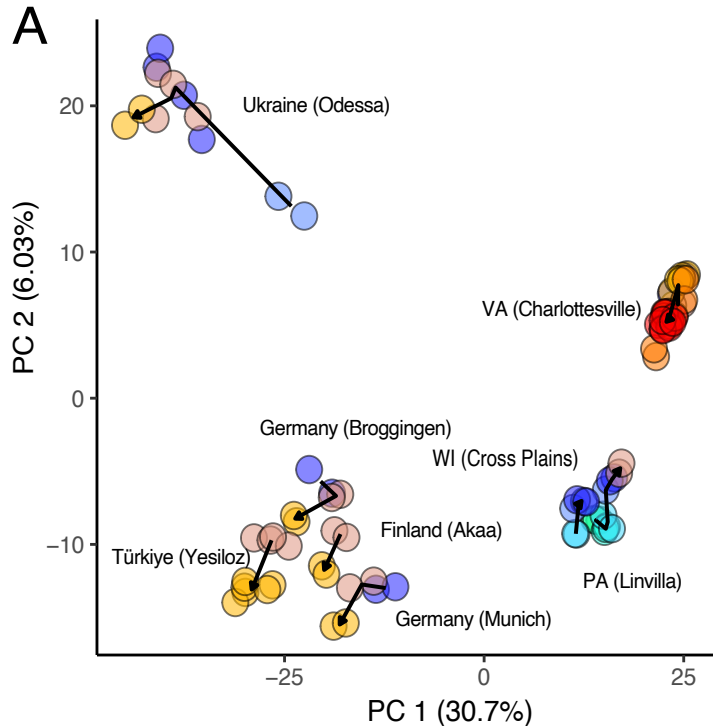 A
PC 2 (6.03%)
20
10
0
−10
Ukraine (Odessa)
VA (Charlottesville)
Germany (Broggingen)
WI (Cross Plains)
Finland (Akaa)
Türkiye (Yesiloz)
PA (Linvilla)
Germany (Munich)
−25
0
25
PC 1 (30.7%)